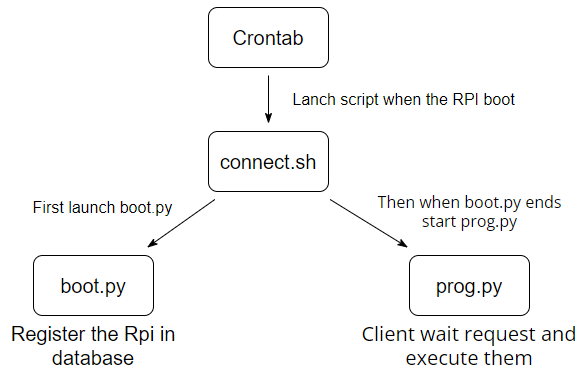 Crontab
Lanch script when the RPI boot
connect.sh
First launch boot.py
Then when boot.py ends
start prog.py
boot.py
prog.py
Register the Rpi in
database
Client wait request and
execute them